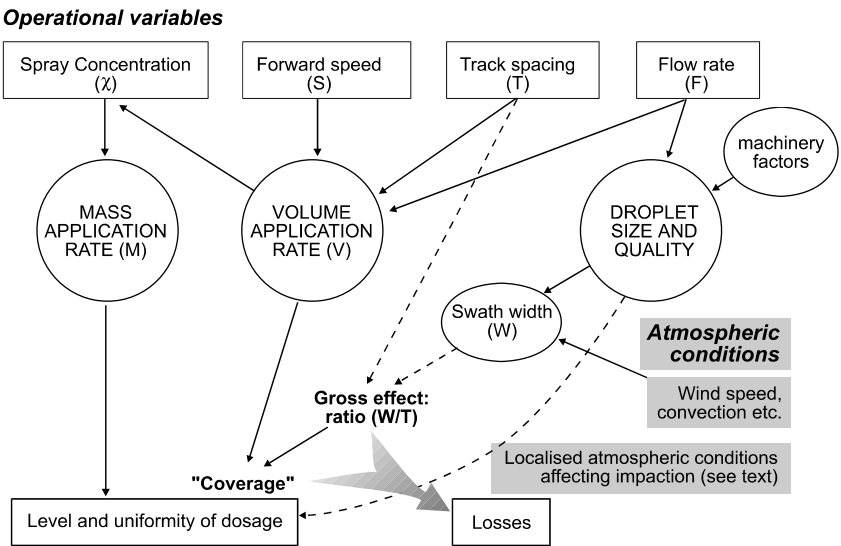 Operational variables
Spray Concentration
(χ)
Forward speed
(S)
Track spacing
(T)
Flow rate
(F)
machinery
factors
MASS
APPLICATION
RATE (M)
VOLUME
APPLICATION
RATE (V)
DROPLET
SIZE AND
QUALITY
Swath width
(W)
Atmospheric
conditions
Wind speed,
convection etc.
Gross effect:
ratio (W/T)
Localised atmospheric conditions
affecting impaction (see text)
"Coverage"
Level and uniformity of dosage
Losses